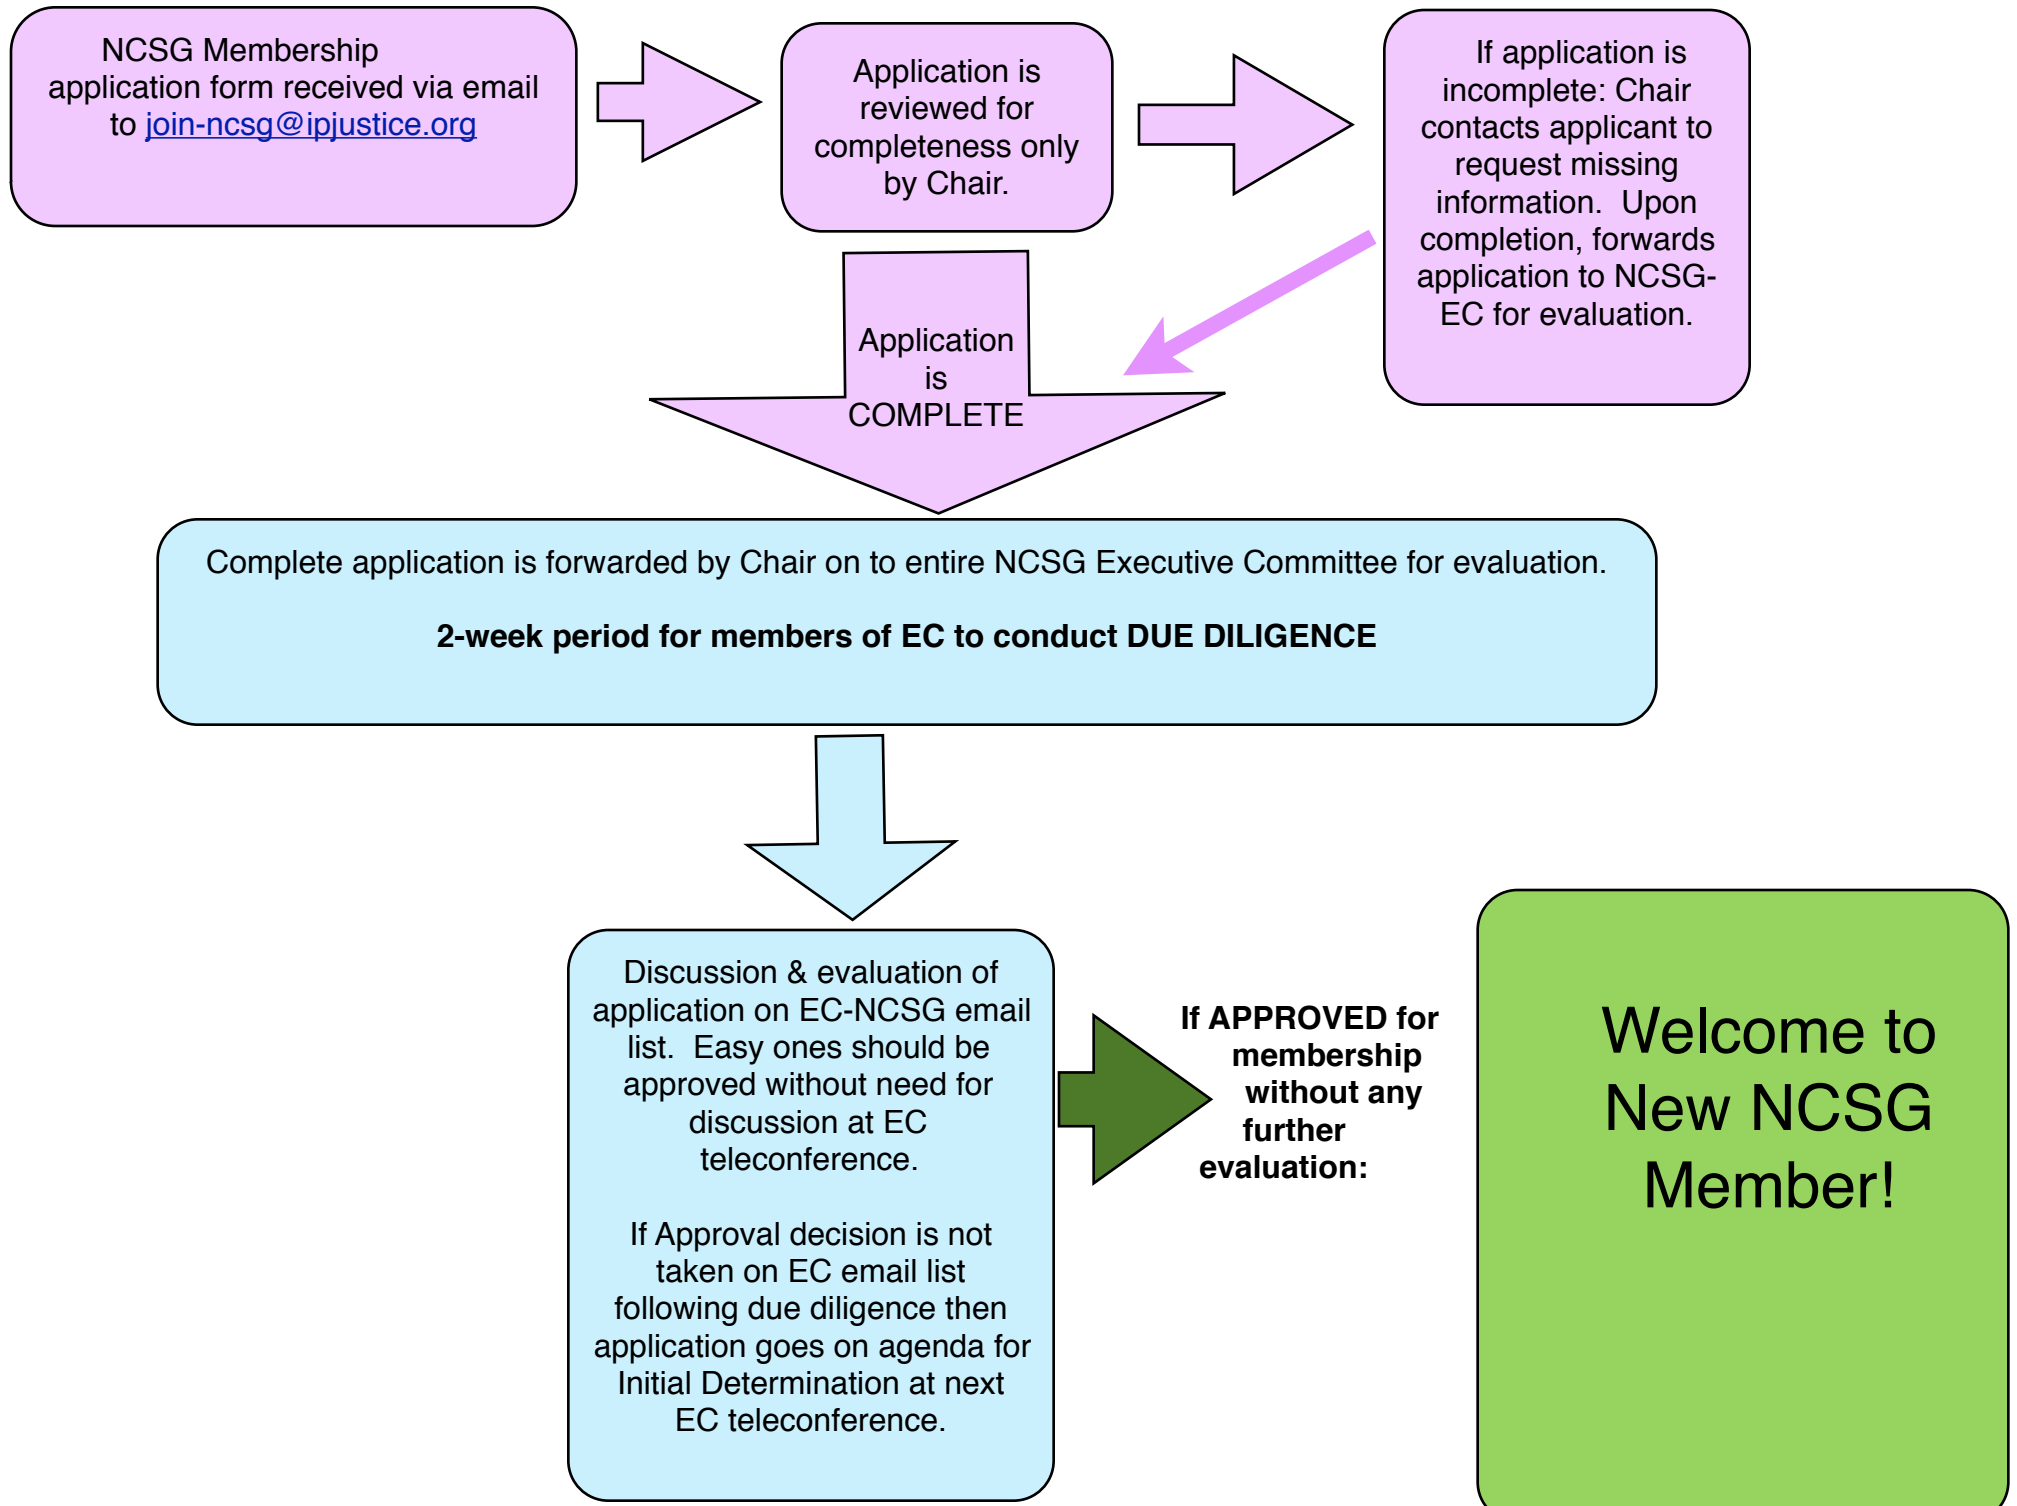 NCSG Membership
application form received via email
to join-ncsg@ipjustice.org
Application is
reviewed for
completeness only
by Chair.
If application is
incomplete: Chair
contacts applicant to
request missing
information.  Upon
completion, forwards
application to NCSG-
EC for evaluation.
Application
is
COMPLETE
Complete application is forwarded by Chair on to entire NCSG Executive Committee for evaluation.
2-week period for members of EC to conduct DUE DILIGENCE
Discussion & evaluation of
application on EC-NCSG email
list.  Easy ones should be
approved without need for
discussion at EC
teleconference.
If Approval decision is not
taken on EC email list
following due diligence then
application goes on agenda for
Initial Determination at next
EC teleconference.
If APPROVED for
membership
without any
further
evaluation:
Welcome to
New NCSG
Member!